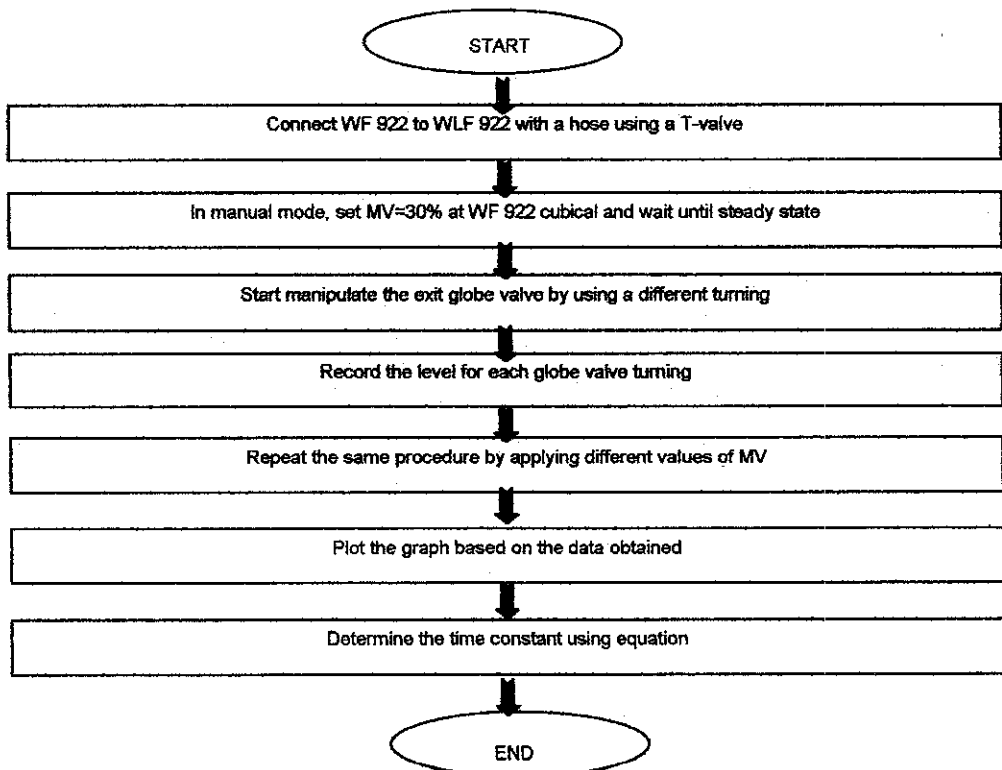 START
Connect WF 922 to WLF 922 with a hose using a T-valve
In manual mode, set MV=30% at WF 922 cubical and wait until steady state
Start manipulate the exit globe valve by using a different turning
Record the level for each globe valve turning
Repeat the same procedure by applying different values of MV
Plot the graph based on the data obtained
Determine the time constant using equation
END